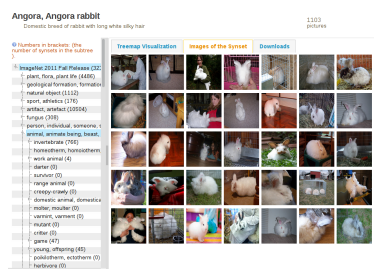 Angora, Angora rabbit
Domestic breed of rabbit with long white silky hair
1103
pictures
Numbers in brackets: (the
number of synsets in the subtree
).
Treemap Visualization
Images of the Synset
Downloads
ImageNet 2011 Fall Release
plant, flora, plant life (4486)
geological formation, formation
natural object (1112)
sport, athletics (176)
artifact, artefact (10504)
fungus (308)
person, individual, someone, s
animal, animate being, beast,
invertebrate (766)
homeotherm, homoiotherm
work animal (4)
darter (0)
survivor (0)
range animal (0)
creepy-crawly (0)
domestic animal, domestica
molter, moulter (0)
varmint, varment (0)
mutant (0)
critter (0)
game (47)
young, offspring (45)
poikilotherm, ectotherm (0)
herbivore (0)